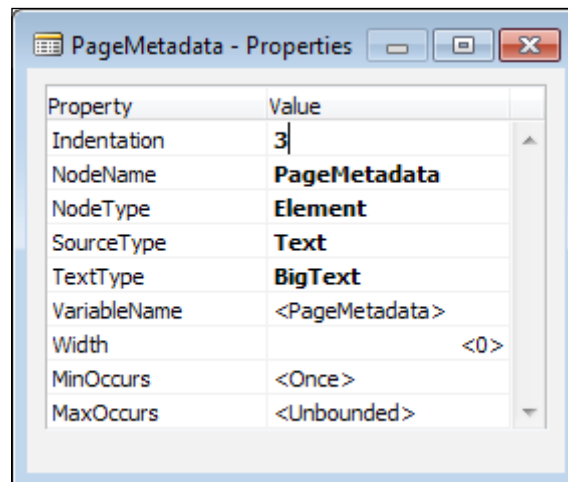 PageMetadata - Properties
Property Value
Indentation 3
NodeName PageMetadata
NodeType Element
SourceType Text
TextType BigText
VariableName <PageMetadata>
Width <0>
MinOccurs <Once>
MaxOccurs <Unbounded>